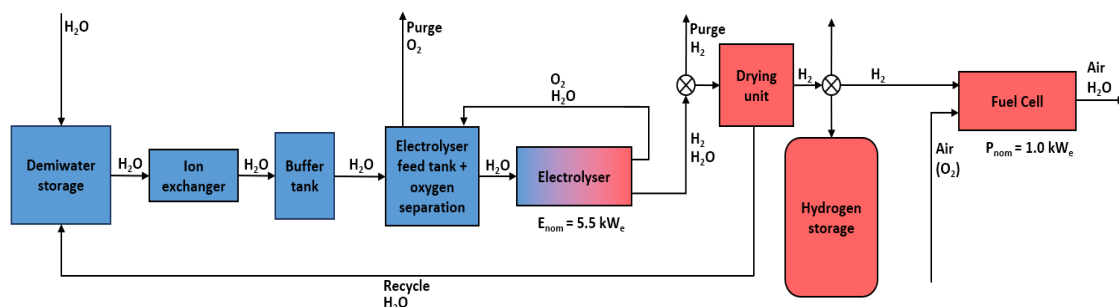 H₂O
Demiwater
storage
H₂O
Ion
exchanger
H₂O
Buffer
tank
H₂O
Purge
O₂
Electrolyser
feed tank +
oxygen
separation
H₂O
O₂
H₂O
Electrolyser
Eₙₒₘ = 5.5 kWₑ
H₂
H₂O
Purge
H₂
Drying
unit
H₂
Hydrogen
storage
H₂
Air
(O₂)
Fuel Cell
Pₙₒₘ = 1.0 kWₑ
Air
H₂O
Recycle
H₂O